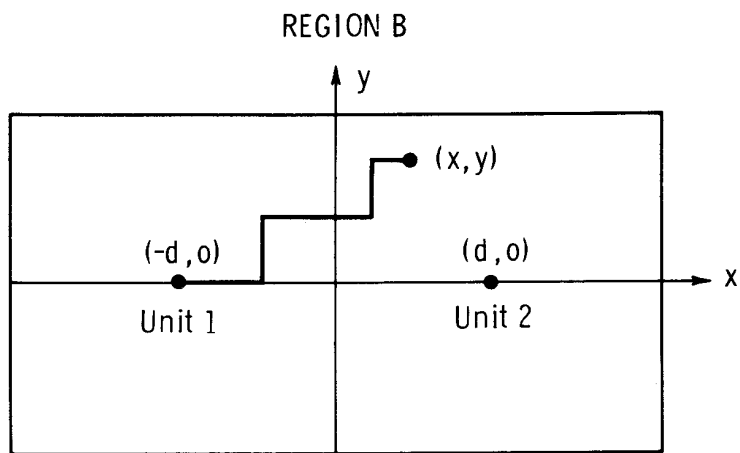 REGION B
y
(x,y)
(-d,o)
(d,o)
x
Unit 1
Unit 2